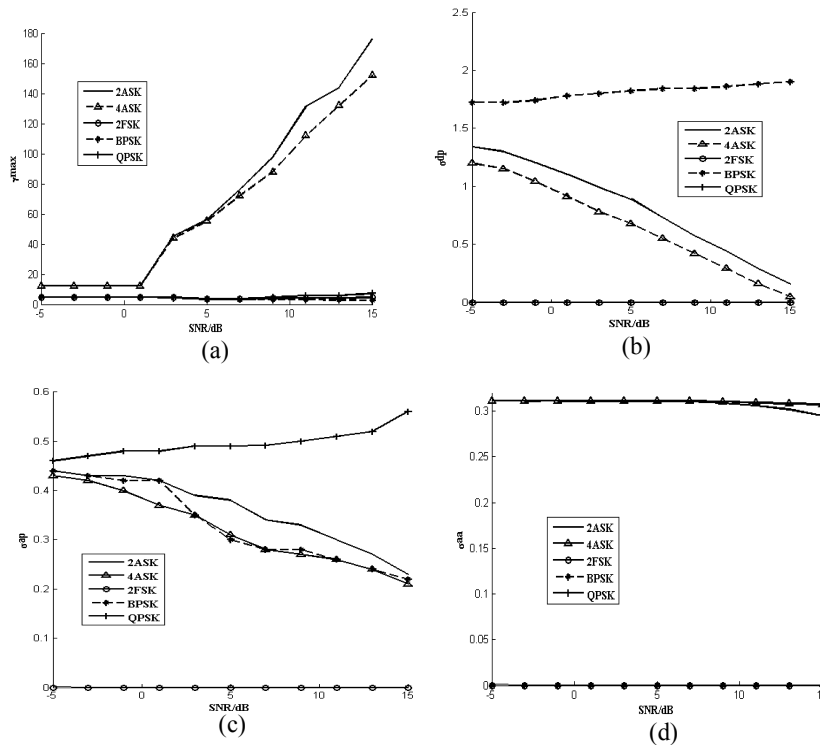 180
160
140
120
100
80
60
40
20
0
γmax
2ASK
4ASK
2FSK
BPSK
QPSK
-5 0 5 10 15
SNR/dB
(a)
2.5
2
1.5
1
0.5
0
σdp
2ASK
4ASK
2FSK
BPSK
QPSK
-5 0 5 10 15
SNR/dB
(b)
0.6
0.5
0.4
0.3
0.2
0.1
0
σap
2ASK
4ASK
2FSK
BPSK
QPSK
-5 0 5 10 15
SNR/dB
(c)
0.3
0.25
0.2
0.15
0.1
0.05
0
σaa
2ASK
4ASK
2FSK
BPSK
QPSK
-5 0 5 10 15
SNR/dB
(d)